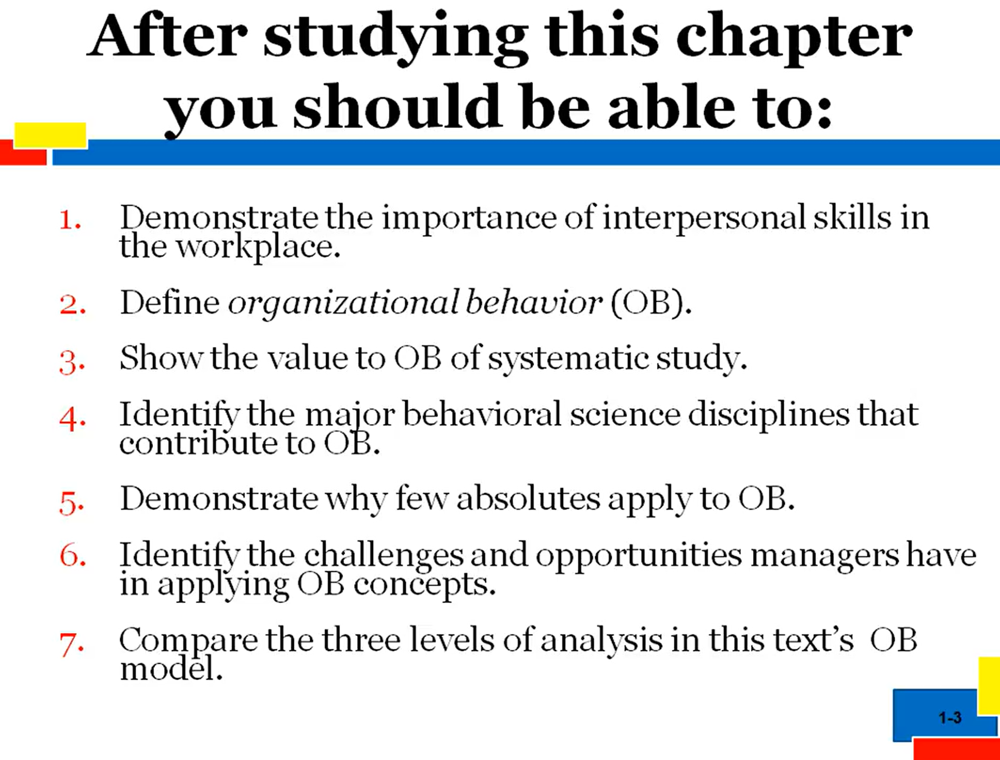 After studying this chapter
you should be able to:
1. Demonstrate the importance of interpersonal skills in
the workplace.
2. Define organizational behavior (OB).
3. Show the value to OB of systematic study.
4. Identify the major behavioral science disciplines that
contribute to OB.
5. Demonstrate why few absolutes apply to OB.
6. Identify the challenges and opportunities managers have
in applying OB concepts.
7. Compare the three levels of analysis in this text’s OB
model.
1-3